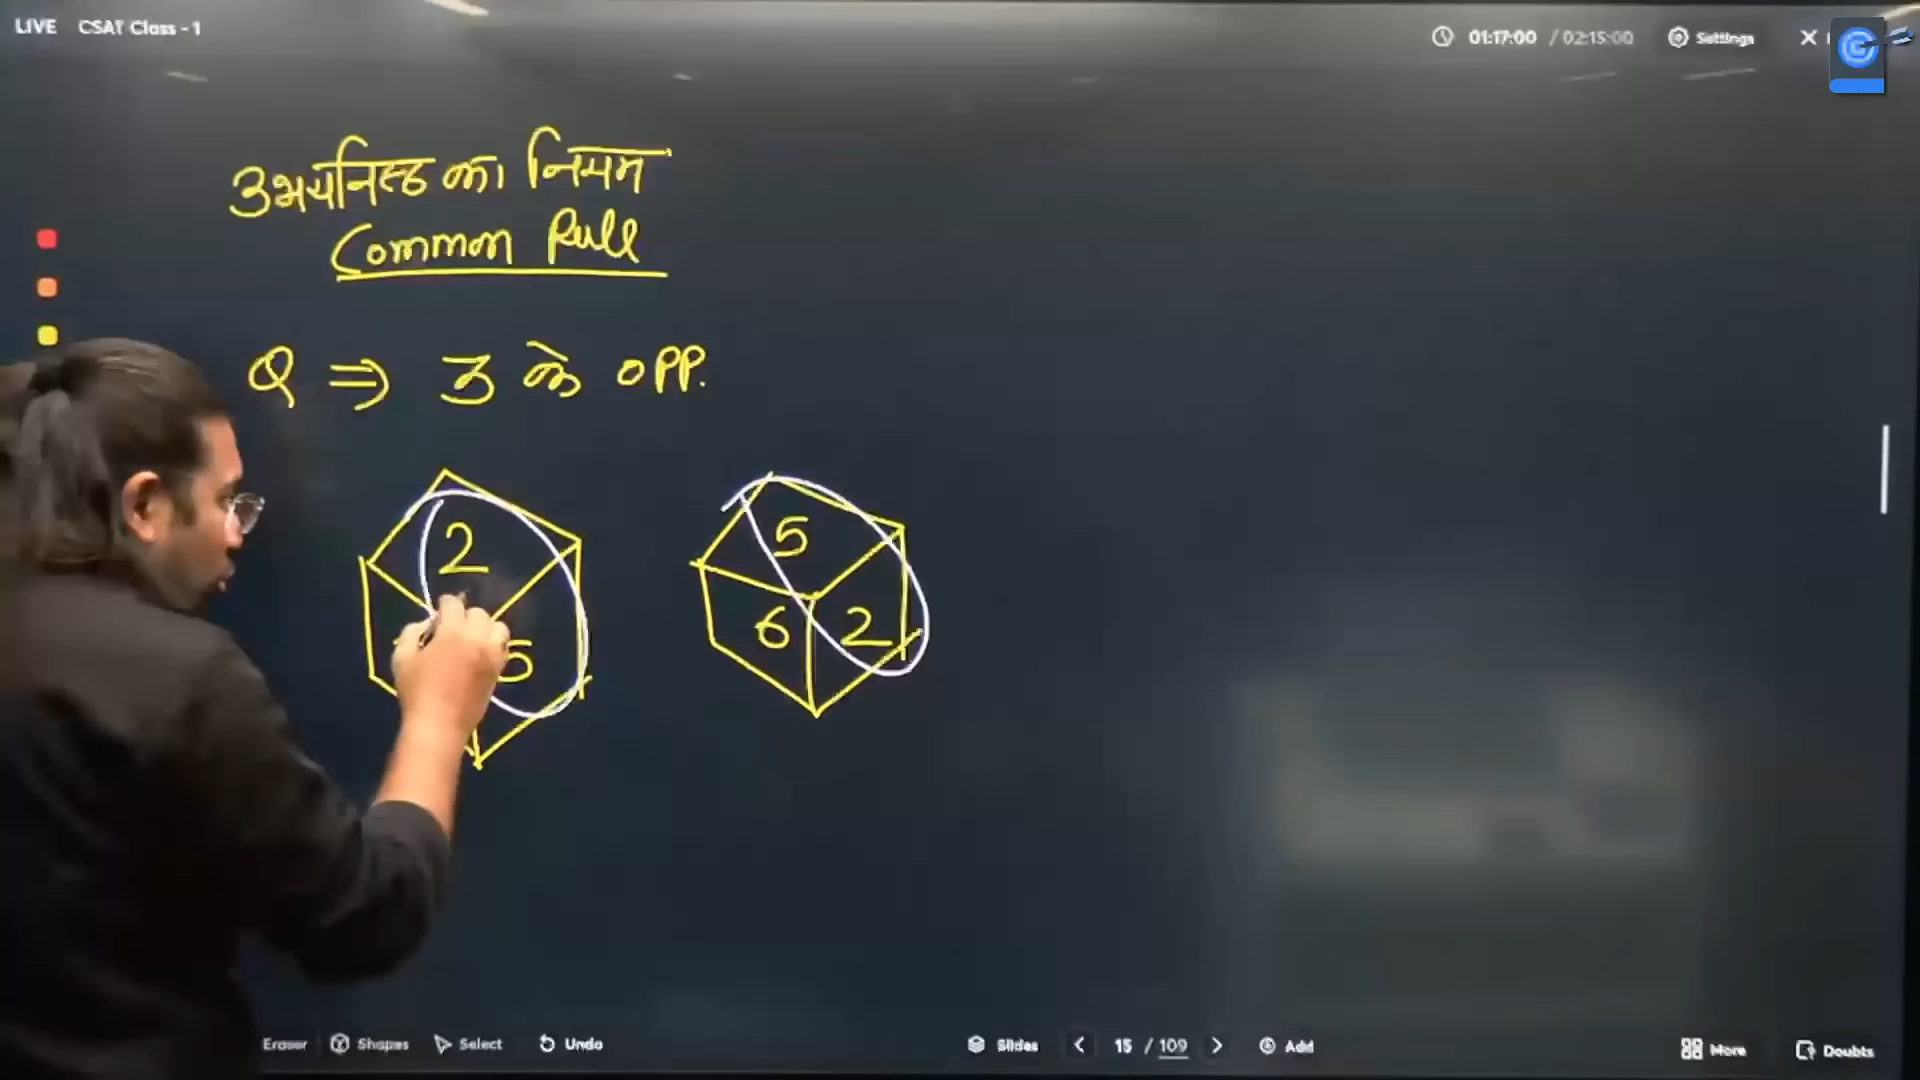 LIVE CSAT Class - 1
01:17:00 / 02:15:00 Settings
उभयनिष्ठ का नियम
Common Rule
Q ⇒ 3 के opp.
2
5
5
6 2
Eraser Shapes Select Undo
Slides < 15 / 109 > Add
More Doubts